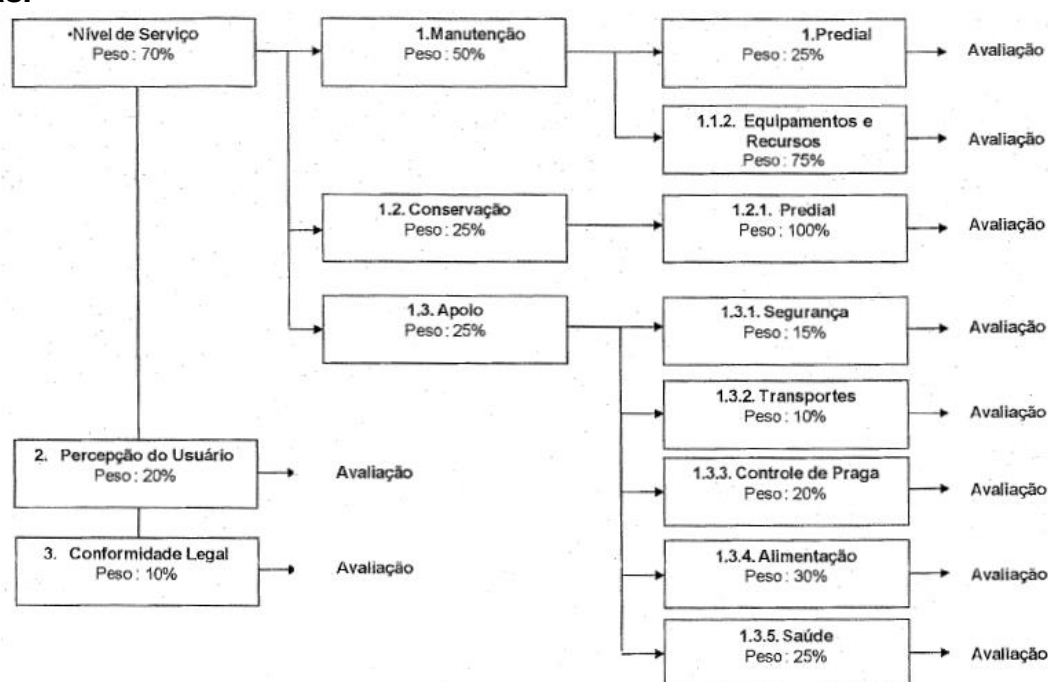 •Nível de Serviço
Peso : 70%
1.Manutenção
Peso : 50%
1.Predial
Peso : 25%
Avaliação
1.1.2. Equipamentos e
Recursos
Peso : 75%
Avaliação
1.2. Conservação
Peso : 25%
1.2.1. Predial
Peso : 100%
Avaliação
1.3. Apoio
Peso : 25%
1.3.1. Segurança
Peso : 15%
Avaliação
1.3.2. Transportes
Peso : 10%
Avaliação
2. Percepção do Usuário
Peso : 20%
Avaliação
1.3.3. Controle de Praga
Peso : 20%
Avaliação
3. Conformidade Legal
Peso : 10%
Avaliação
1.3.4. Alimentação
Peso : 30%
Avaliação
1.3.5. Saúde
Peso : 25%
Avaliação